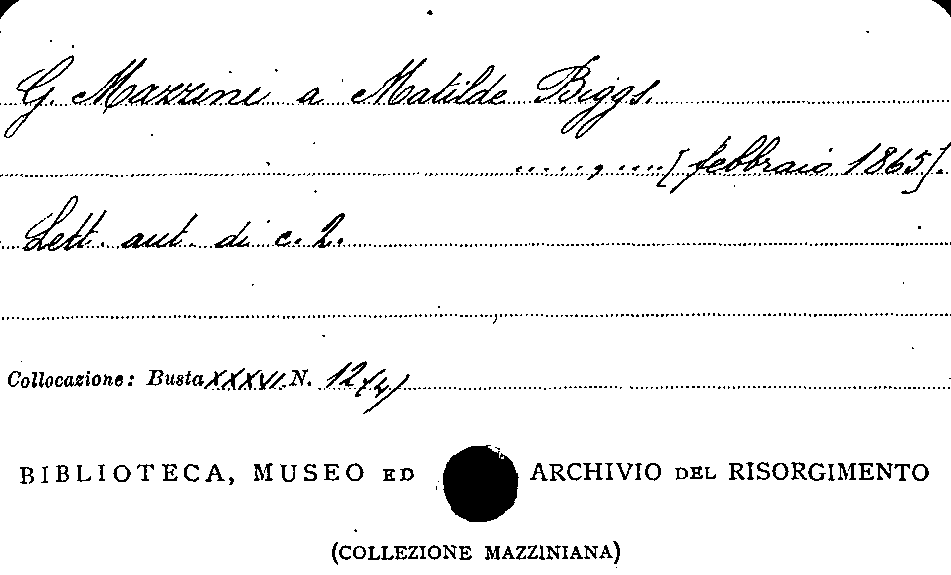 G. Mazzini a Matilde Biggs.
....., ....[febbraio 1865].
Lett. aut. di c. 2.
Collocazione: Busta XXXVI N. 12(4)
BIBLIOTECA, MUSEO ED ARCHIVIO DEL RISORGIMENTO
(COLLEZIONE MAZZINIANA)